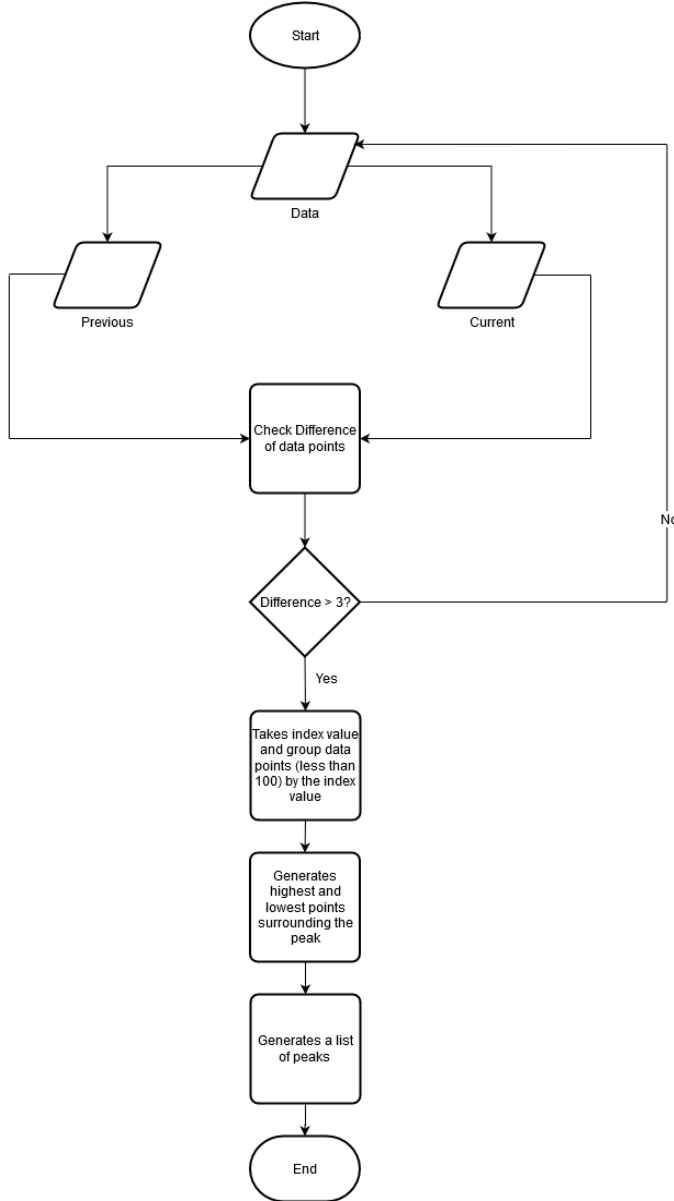 Start
Data
Previous
Current
Check Difference
of data points
No
Difference > 3?
Yes
Takes index value
and group data
points (less than
100) by the index
value
Generates
highest and
lowest points
surrounding the
peak
Generates a list
of peaks
End